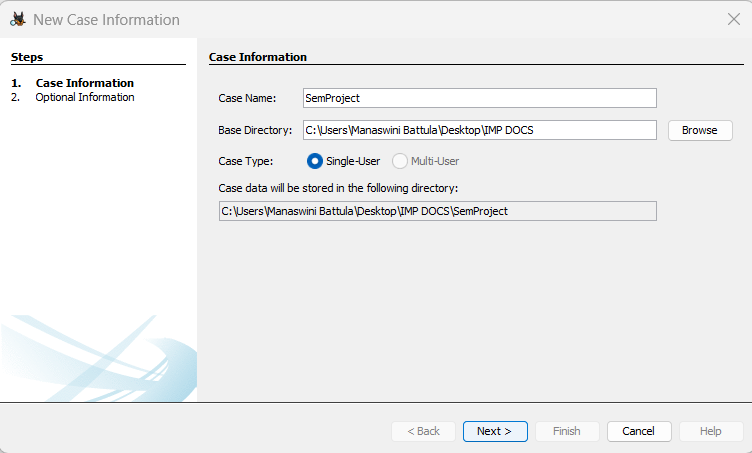 New Case Information
Steps
1. Case Information
2. Optional Information
Case Information
Case Name: SemProject
Base Directory: C:\Users\Manaswini Battula\Desktop\IMP DOCS Browse
Case Type: Single-User Multi-User
Case data will be stored in the following directory:
C:\Users\Manaswini Battula\Desktop\IMP DOCS\SemProject
< Back Next > Finish Cancel Help